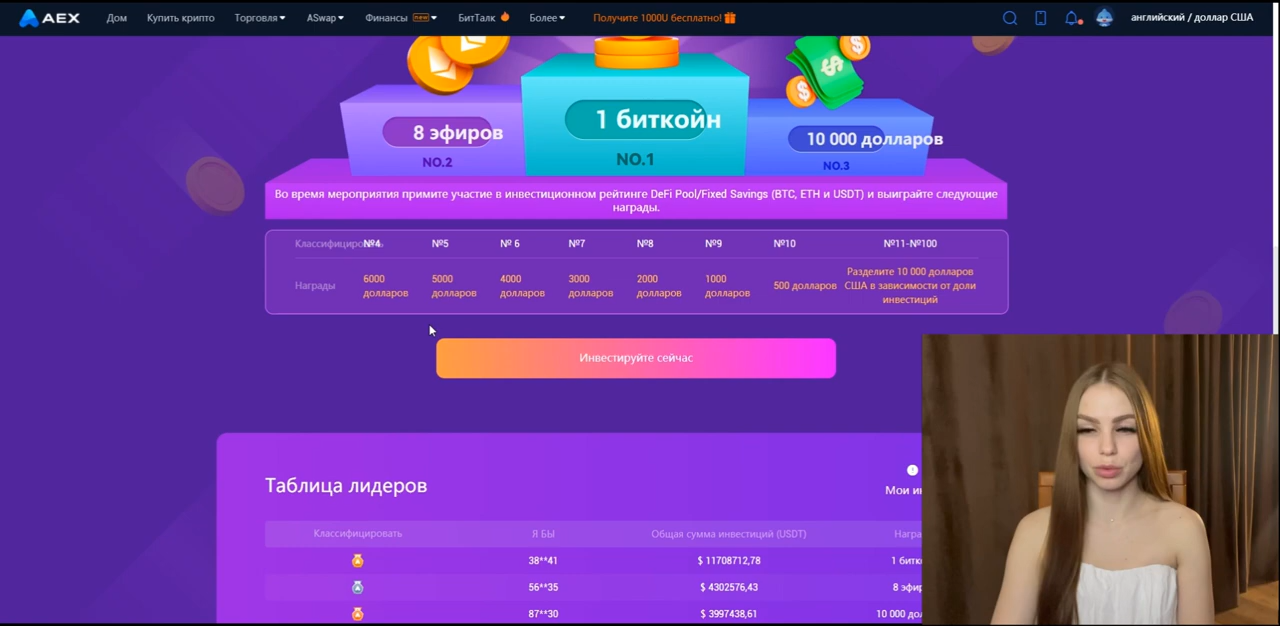 AEX Дом Купить крипто Торговля ASwap Финансы new БитТалк Более Получите 1000U бесплатно! английский / доллар США
8 эфиров
NO.2
1 биткойн
NO.1
10 000 долларов
NO.3
Во время мероприятия примите участие в инвестиционном рейтинге DeFi Pool/Fixed Savings (BTC, ETH и USDT) и выиграйте следующие
награды.
Классифицировать №4 №5 № 6 №7 №8 №9 №10 №11-№100
Награды 6000 долларов 5000 долларов 4000 долларов 3000 долларов 2000 долларов 1000 долларов 500 долларов Разделите 10 000 долларов
США в зависимости от доли
инвестиций
Инвестируйте сейчас
Таблица лидеров
Мои ин
Классифицировать Я БЫ Общая сумма инвестиций (USDT) Награ
38**41 $ 11708712,78 1 битк
56**35 $ 4302576,43 8 эфир
87**30 $ 3997438,61 10 000 дол